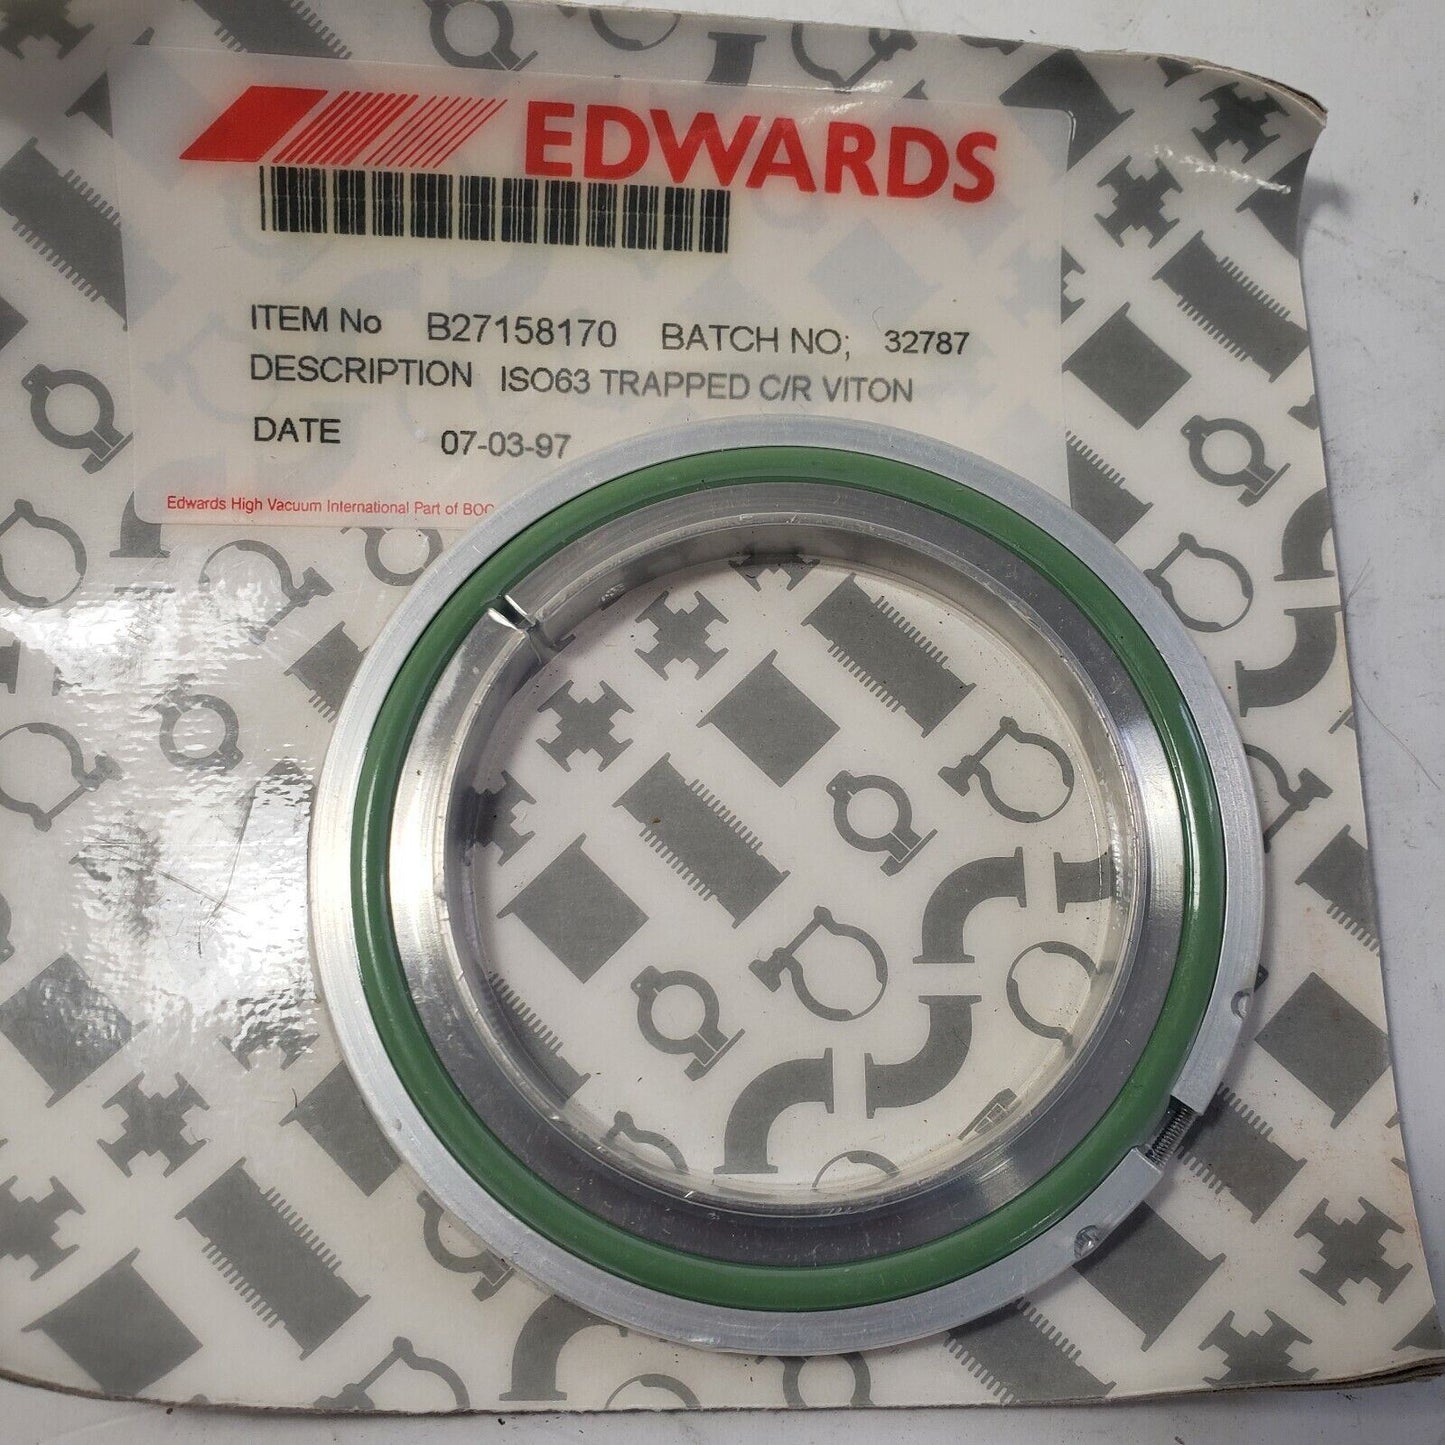 EDWARDS
ITEM No B27158170 BATCH NO; 32787
DESCRIPTION ISO63 TRAPPED C/R VITON
DATE 07-03-97
Edwards High Vacuum International Part of BOC